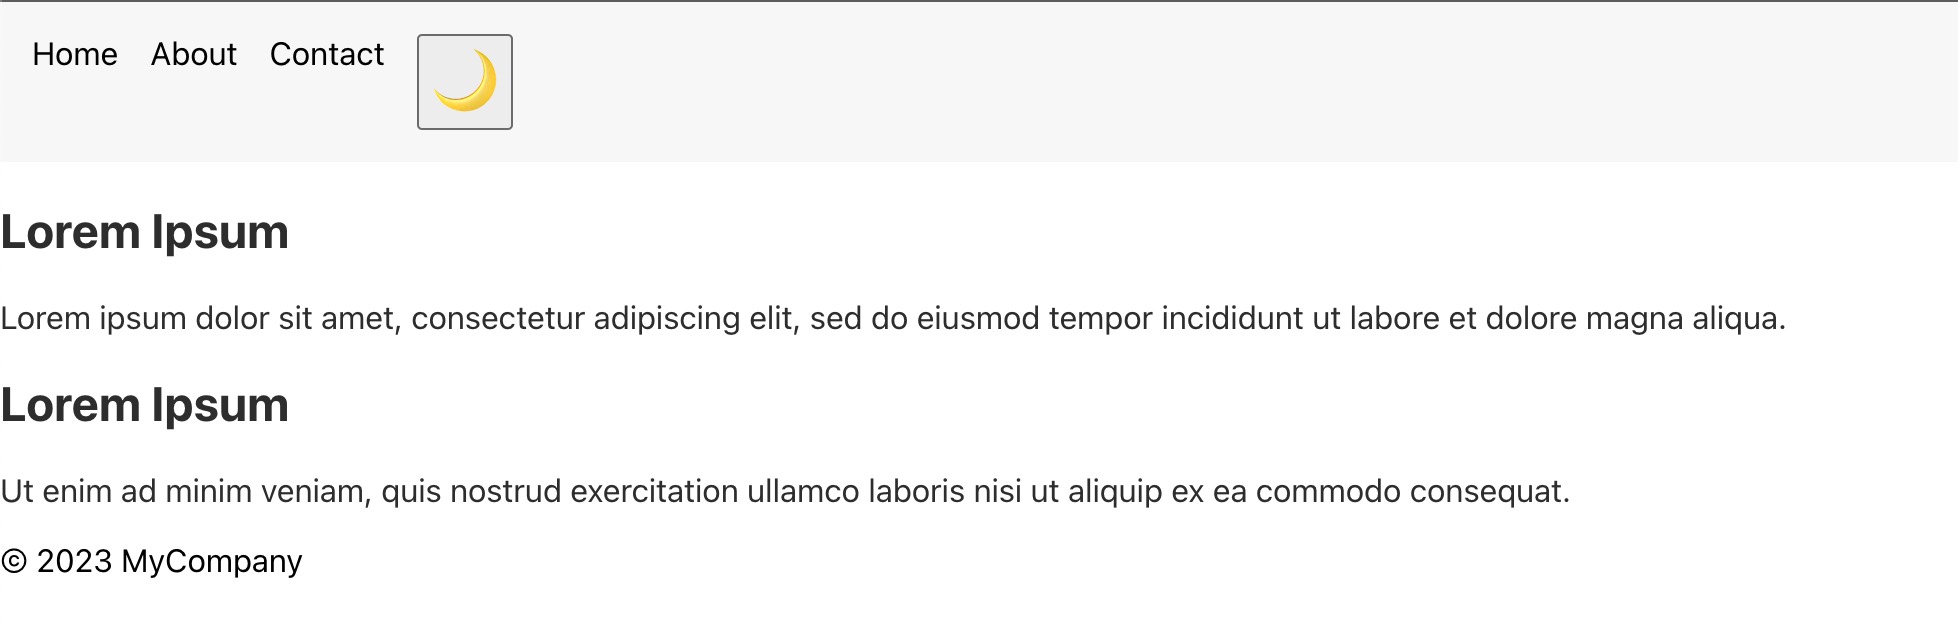 Home About Contact
Lorem Ipsum
Lorem ipsum dolor sit amet, consectetur adipiscing elit, sed do eiusmod tempor incididunt ut labore et dolore magna aliqua.
Lorem Ipsum
Ut enim ad minim veniam, quis nostrud exercitation ullamco laboris nisi ut aliquip ex ea commodo consequat.
© 2023 MyCompany